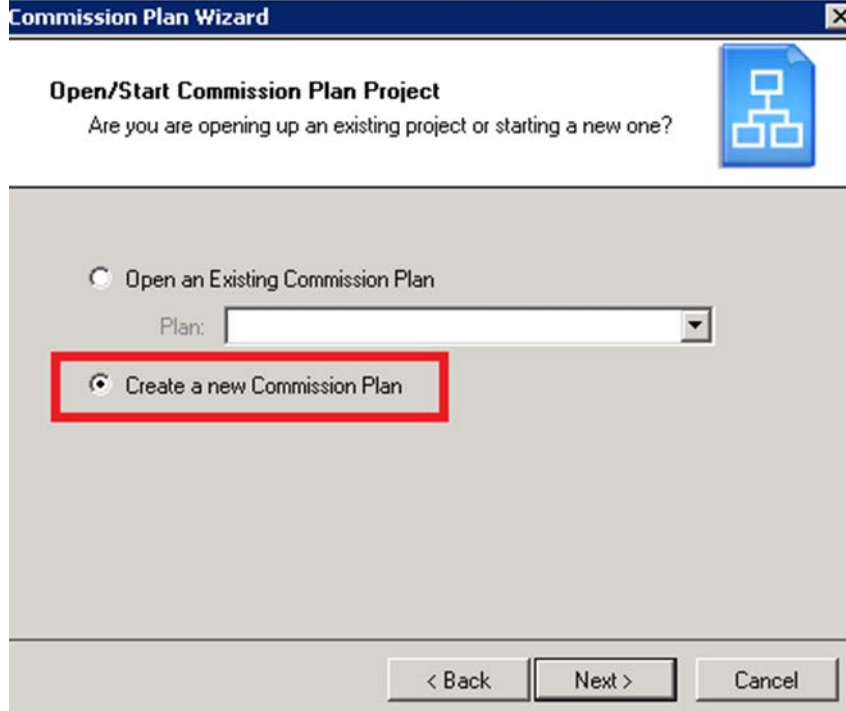 Commission Plan Wizard
Open/Start Commission Plan Project
Are you are opening up an existing project or starting a new one?
Open an Existing Commission Plan
Plan:
Create a new Commission Plan
< Back Next > Cancel